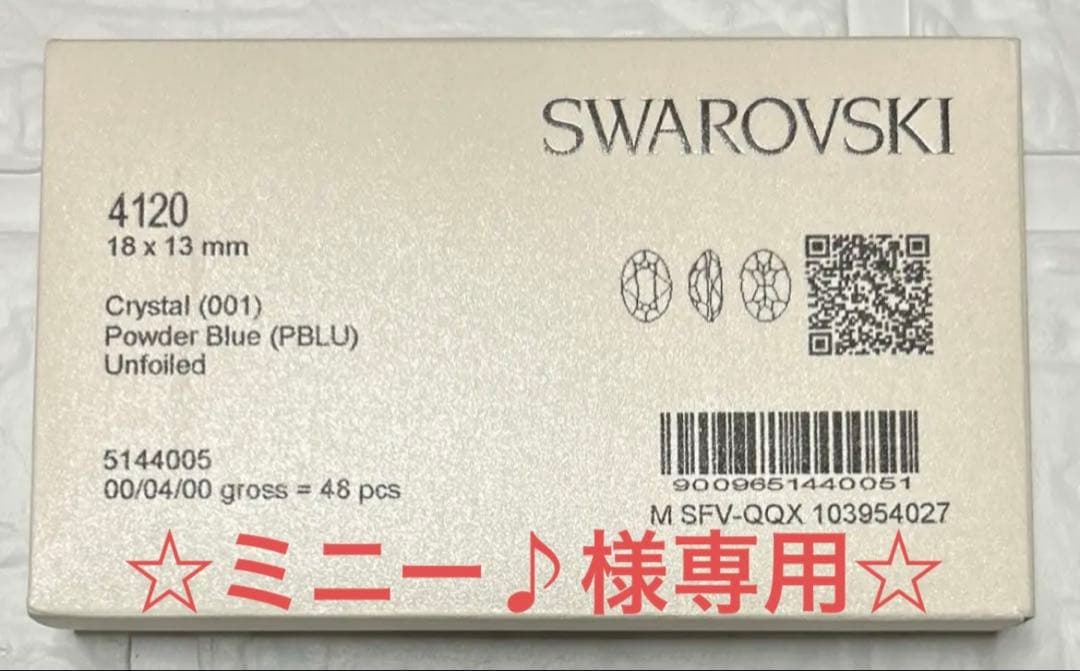 SWAROVSKI
4120
18 x 13 mm
Crystal (001)
Powder Blue (PBLU)
Unfoiled
5144005
00/04/00 gross = 48 pcs
9009651440051
M SFV-QQX 103954027
☆ミニー♪様専用☆